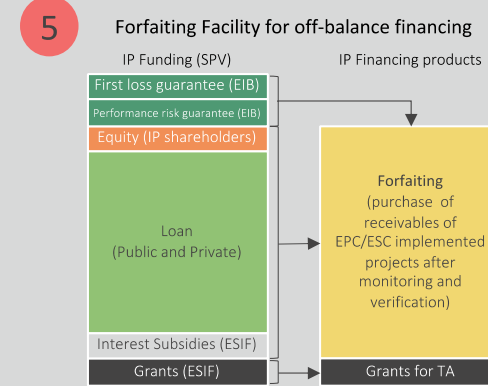 5
Forfaiting Facility for off-balance financing
IP Funding (SPV)
IP Financing products
First loss guarantee (EIB)
Performance risk guarantee (EIB)
Equity (IP shareholders)
Loan
(Public and Private)
Interest Subsidies (ESIF)
Grants (ESIF)
Forfaiting
(purchase of
receivables of
EPC/ESC implemented
projects after
monitoring and
verification)
Grants for TA